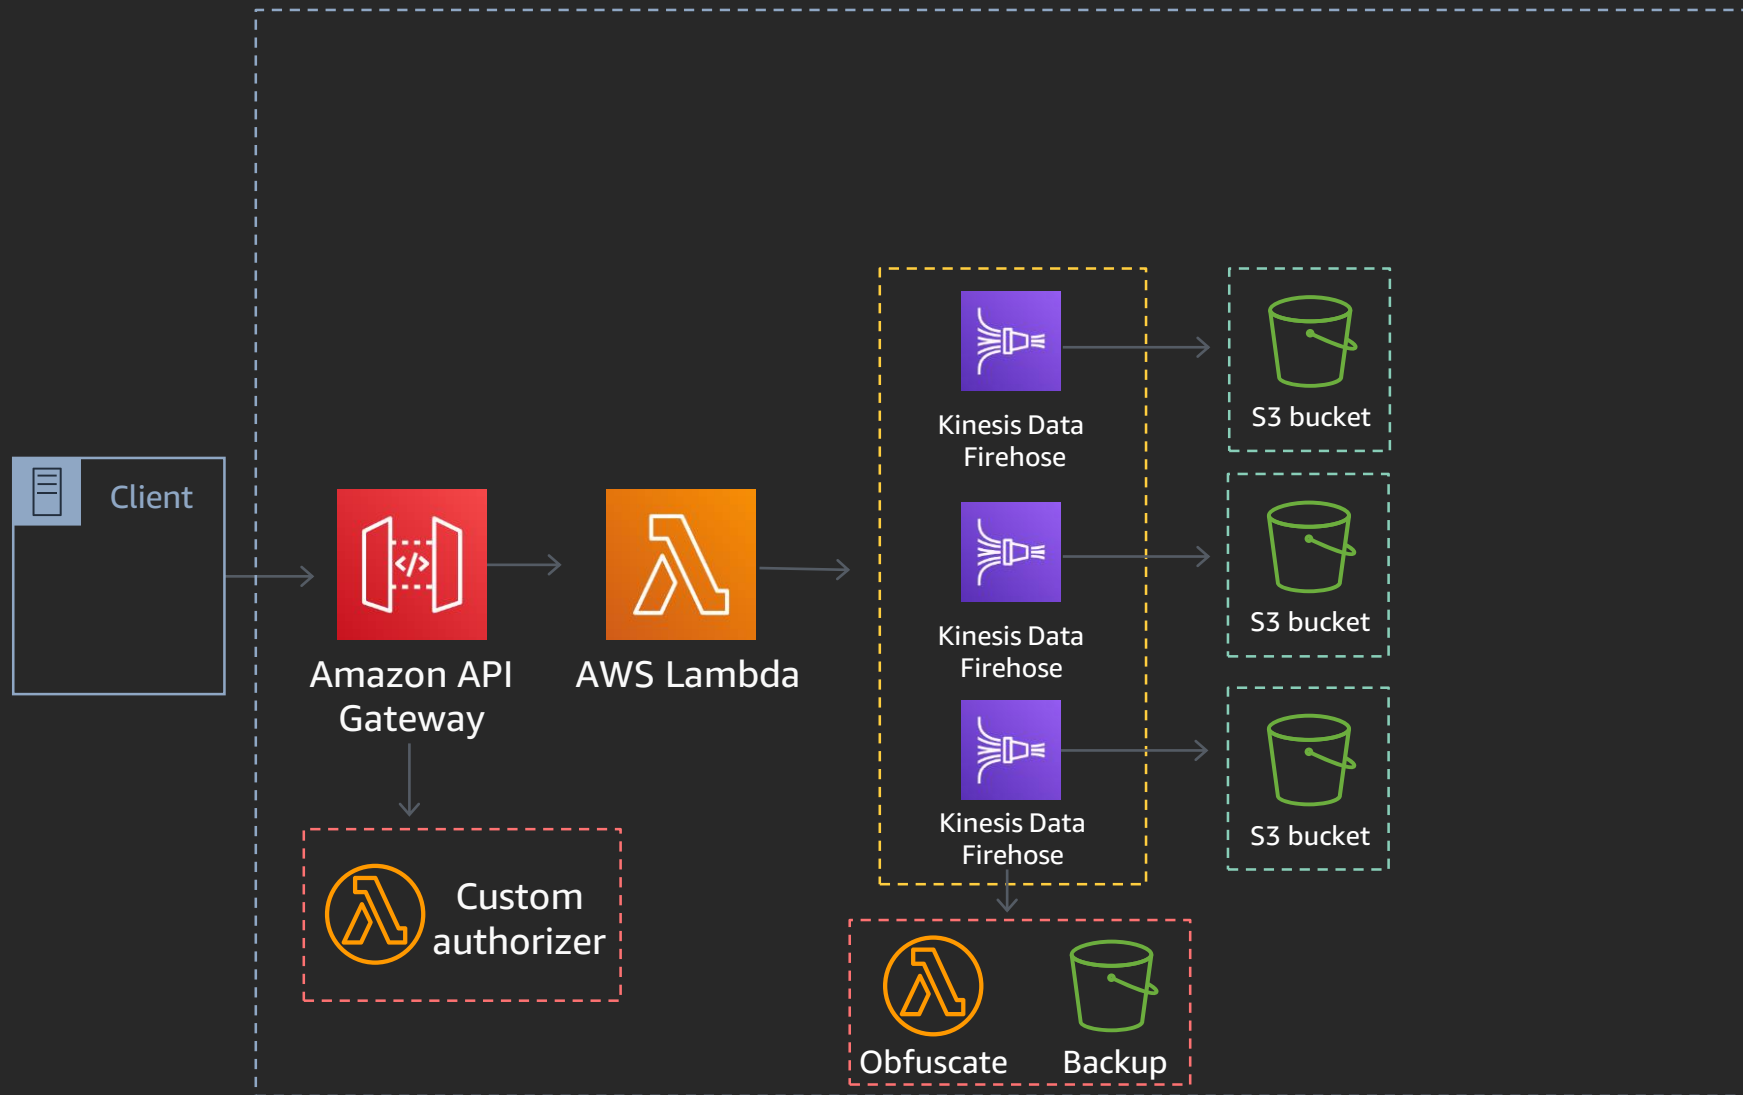 Client
</>
Amazon API
Gateway
AWS Lambda
Custom
authorizer
Kinesis Data
Firehose
Kinesis Data
Firehose
Kinesis Data
Firehose
S3 bucket
S3 bucket
S3 bucket
Obfuscate
Backup